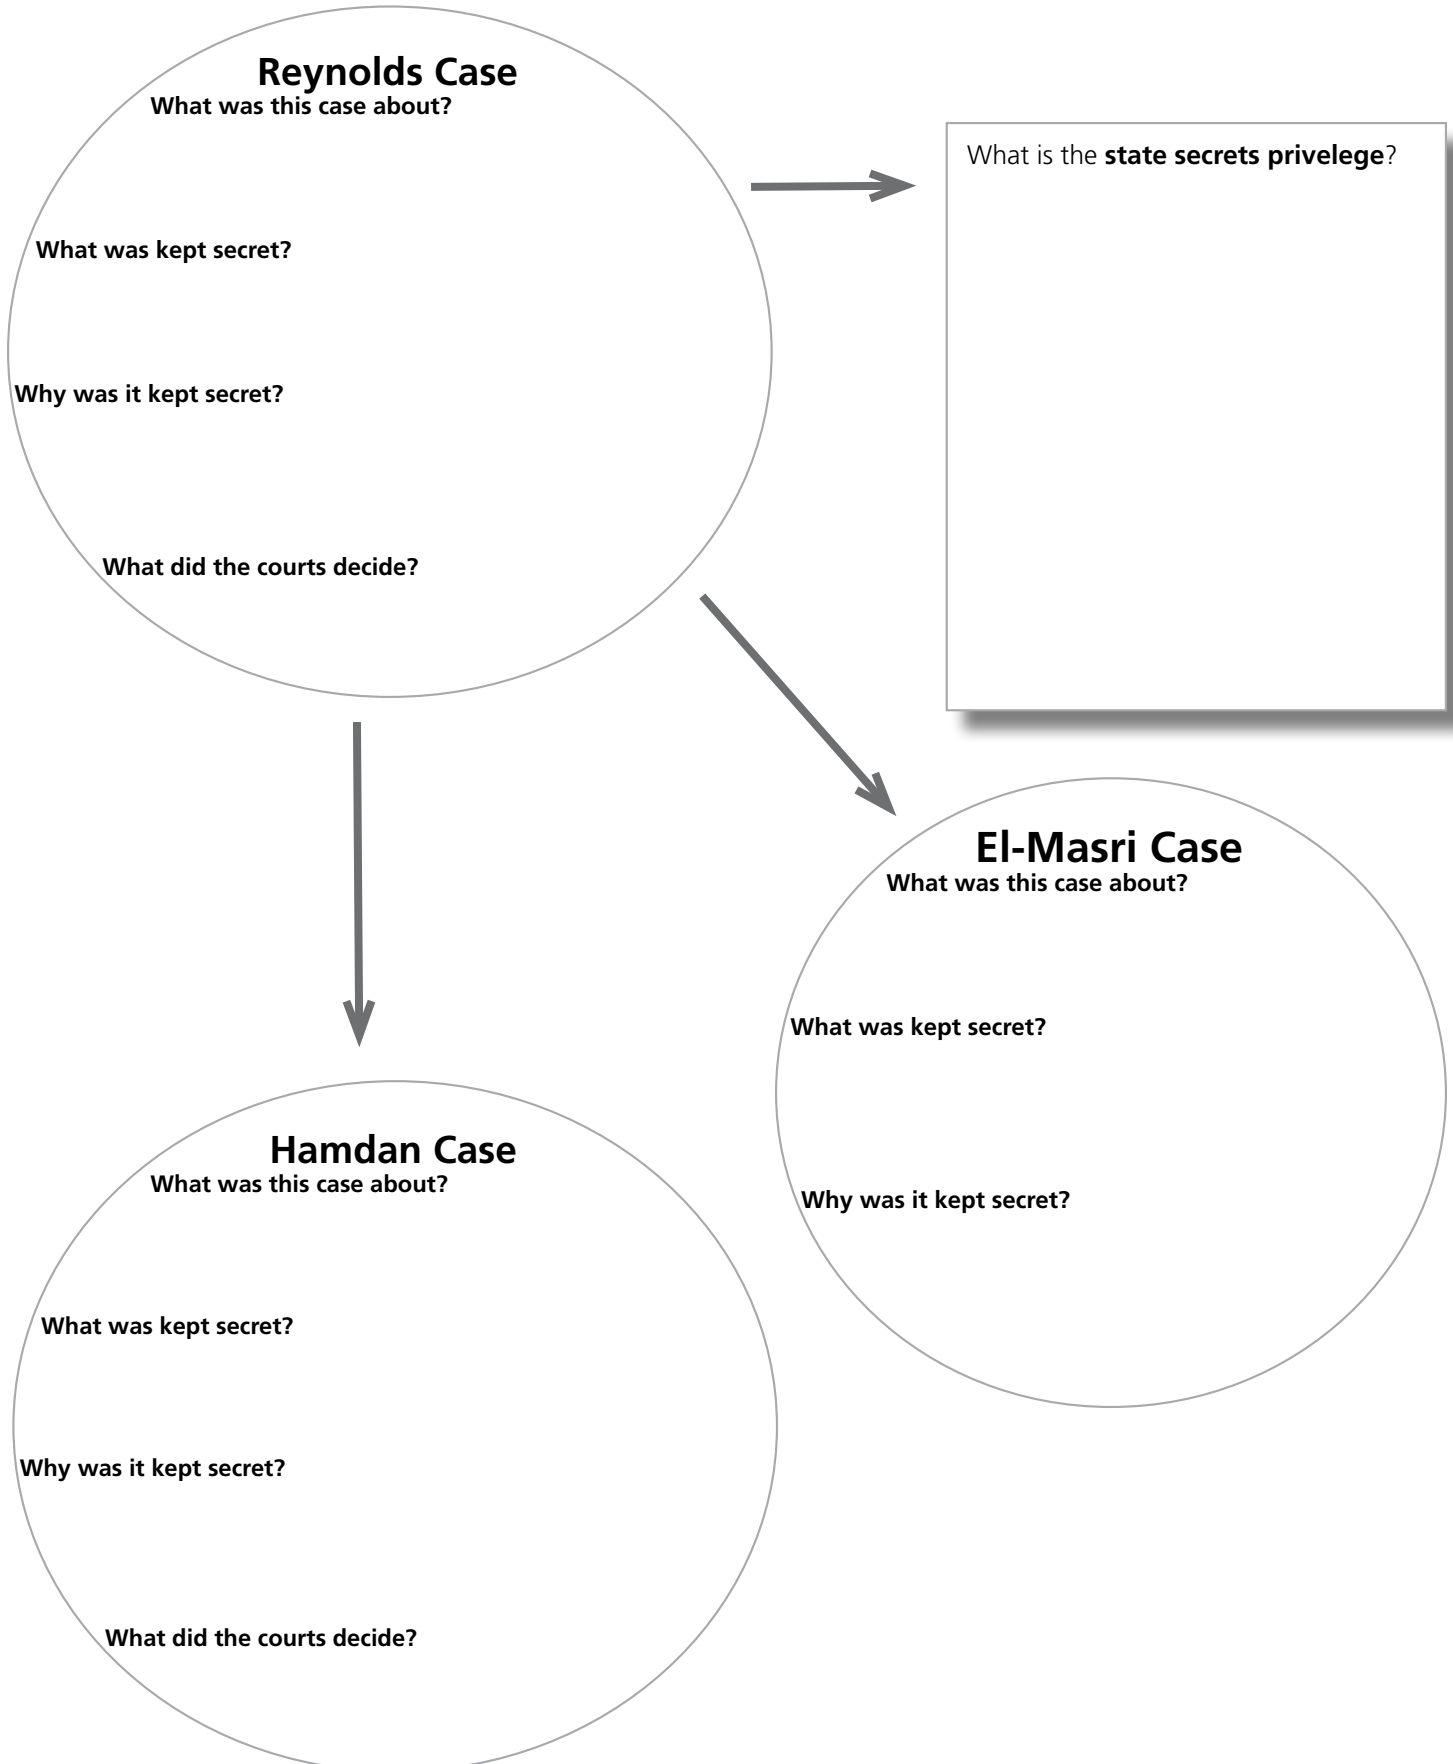 Reynolds Case
What was this case about?
What was kept secret?
Why was it kept secret?
What did the courts decide?
What is the state secrets privelege?
El-Masri Case
What was this case about?
What was kept secret?
Why was it kept secret?
Hamdan Case
What was this case about?
What was kept secret?
Why was it kept secret?
What did the courts decide?